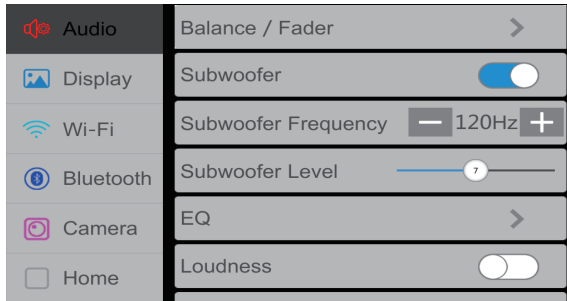 Audio
Display
Wi-Fi
Bluetooth
Camera
Home
Balance / Fader
Subwoofer
Subwoofer Frequency 120Hz
Subwoofer Level 7
EQ
Loudness